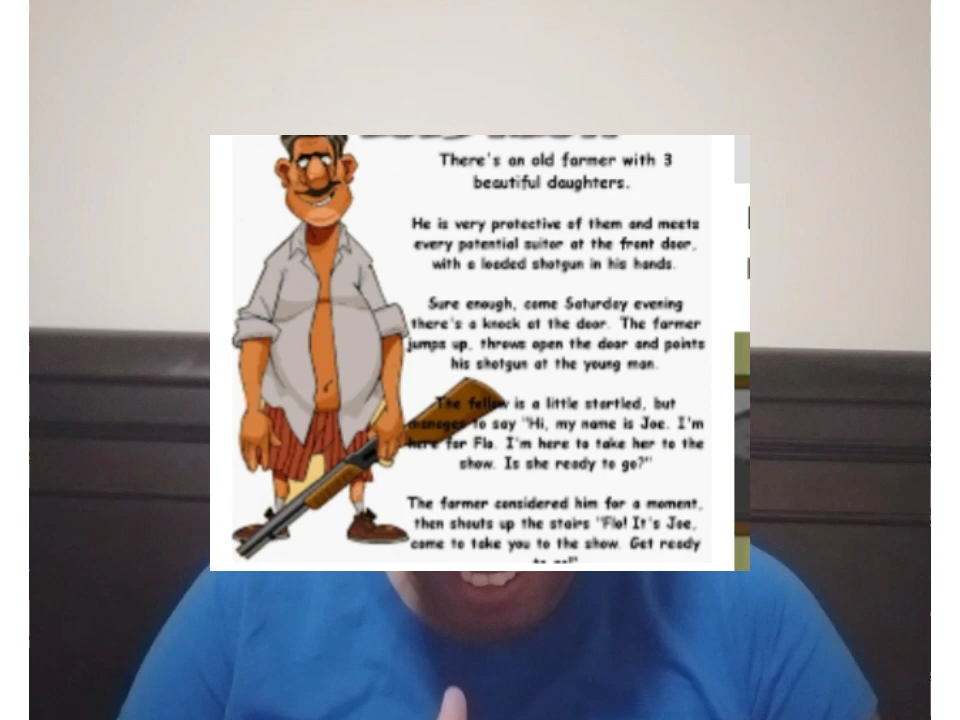 There's an old farmer with 3
beautiful daughters.
He is very protective of them and meets
every potential suitor at the front door,
with a loaded shotgun in his hands.
Sure enough, come Saturday evening
there's a knock at the door. The farmer
jumps up, throws open the door and points
his shotgun at the young man.
The fellow is a little startled, but
manages to say "Hi, my name is Joe. I'm
here for Flo. I'm here to take her to the
show. Is she ready to go?"
The farmer considered him for a moment,
then shouts up the stairs "Flo! It's Joe,
come to take you to the show. Get ready